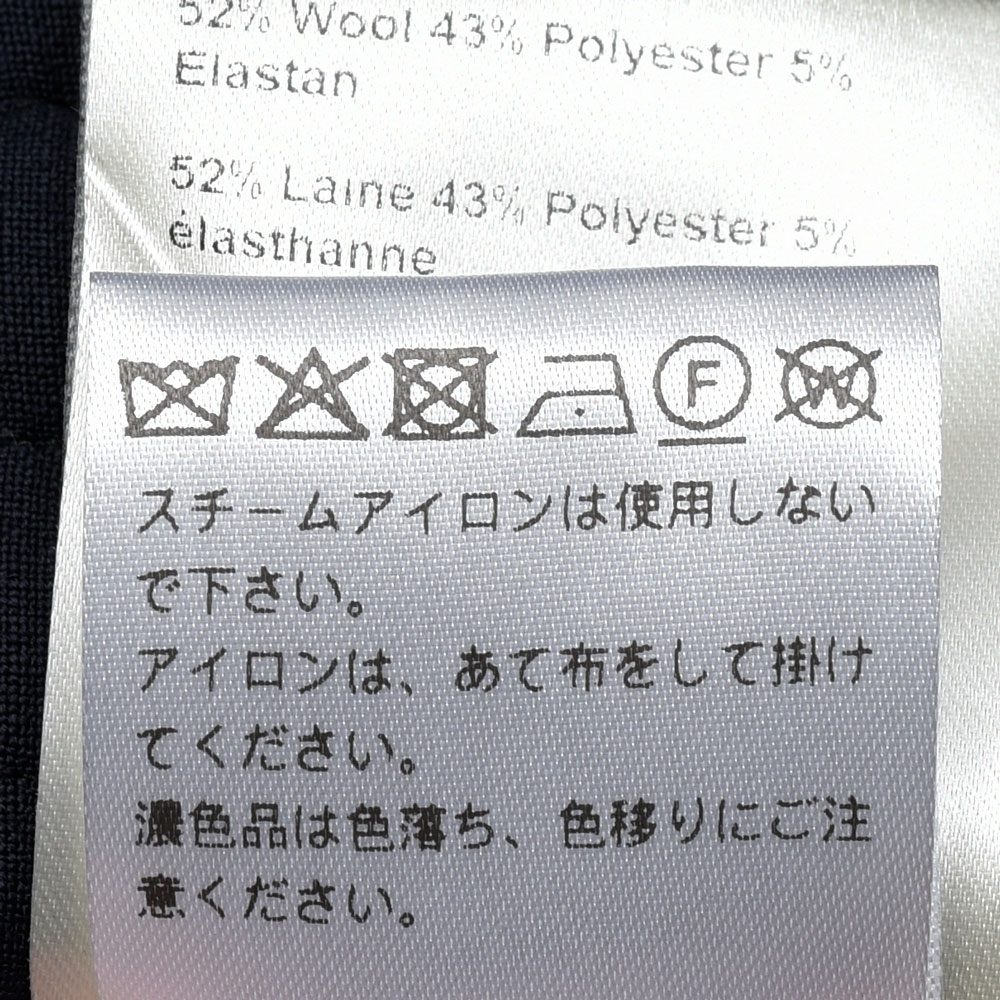 52% Wool 43% Polyester 5%
Elastan
52% Laine 43% Polyester 5%
élasthanne
F
W
スチームアイロンは使用しない
で下さい。
アイロンは、あて布をして掛け
てください。
濃色品は色落ち、色移りにご注
意ください。